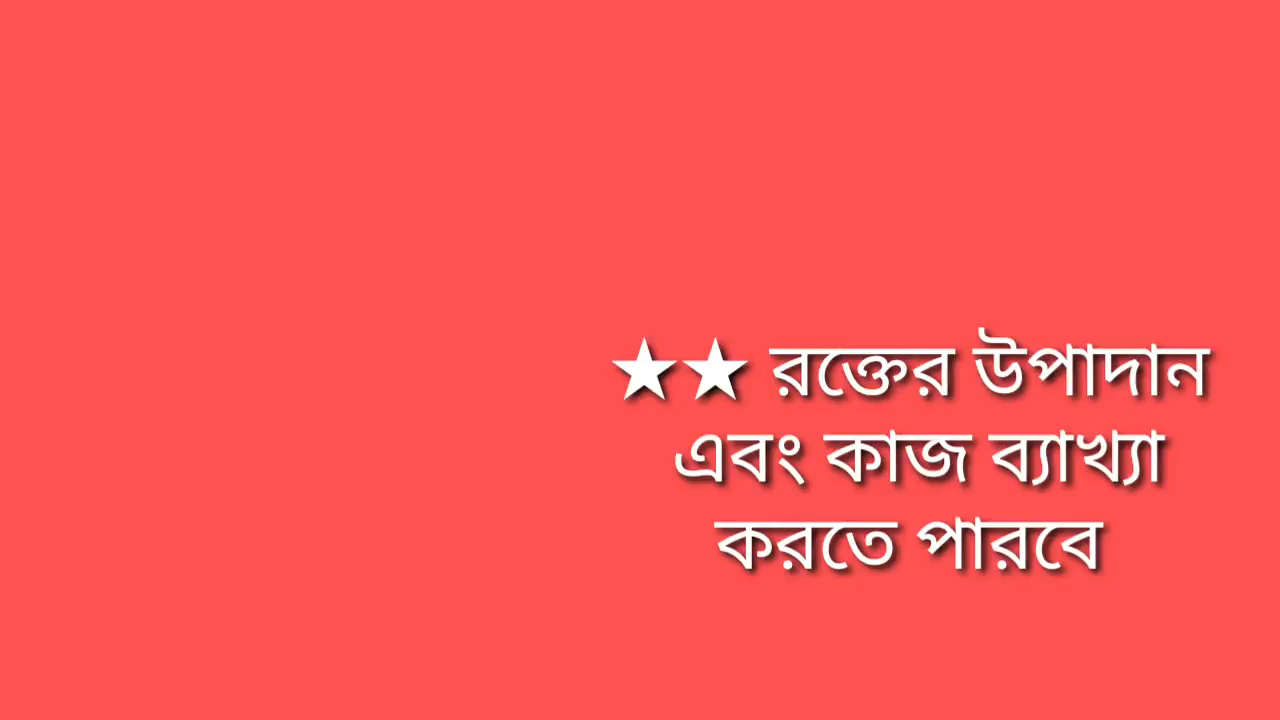 ★★ রক্তের উপাদান
এবং কাজ ব্যাখ্যা
করতে পারবে